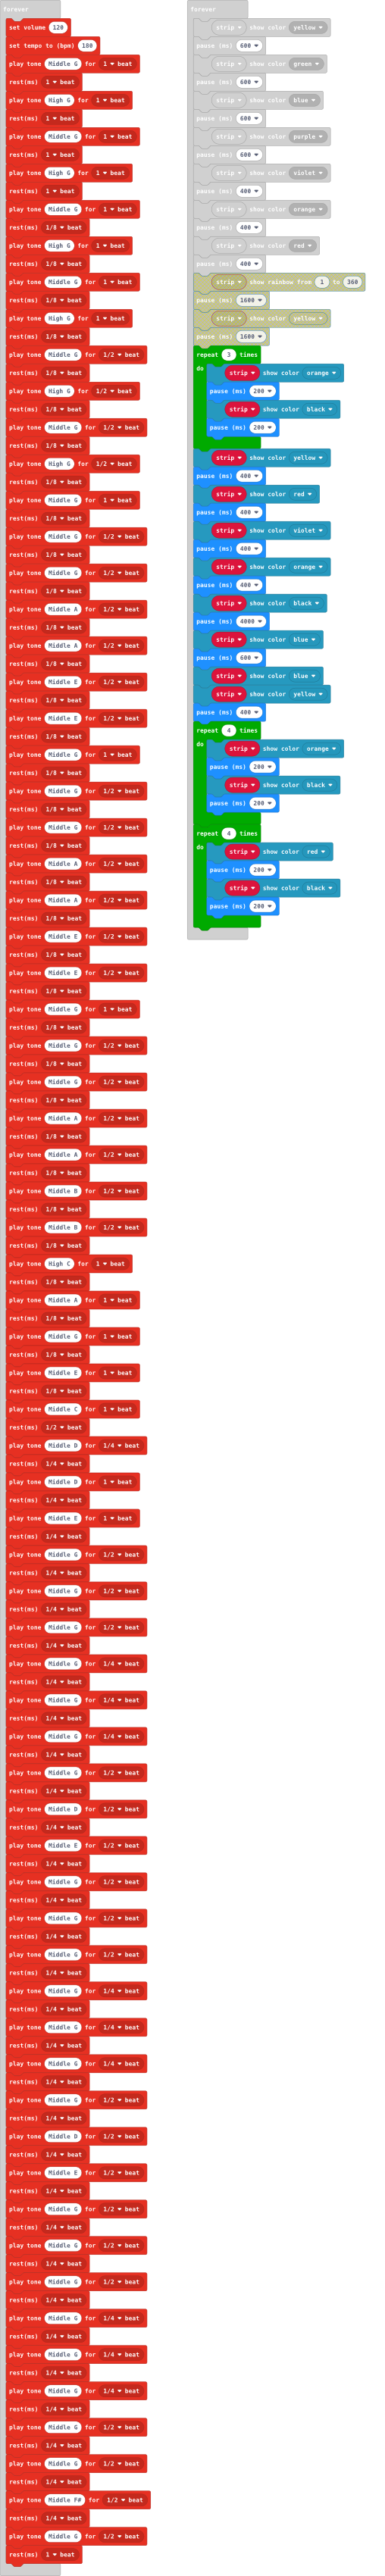 forever
set volume 120
set tempo to (bpm) 180
play tone Middle G for 1 beat
rest(ms) 1 beat
play tone High G for 1 beat
rest(ms) 1 beat
play tone Middle G for 1 beat
rest(ms) 1 beat
play tone High G for 1 beat
rest(ms) 1 beat
play tone Middle G for 1 beat
rest(ms) 1/8 beat
play tone High G for 1 beat
rest(ms) 1/8 beat
play tone Middle G for 1 beat
rest(ms) 1/8 beat
play tone High G for 1 beat
rest(ms) 1/8 beat
play tone Middle G for 1/2 beat
rest(ms) 1/8 beat
play tone High G for 1/2 beat
rest(ms) 1/8 beat
play tone Middle G for 1/2 beat
rest(ms) 1/8 beat
play tone High G for 1/2 beat
rest(ms) 1/8 beat
play tone Middle G for 1 beat
rest(ms) 1/8 beat
play tone Middle G for 1/2 beat
rest(ms) 1/8 beat
play tone Middle G for 1/2 beat
rest(ms) 1/8 beat
play tone Middle A for 1/2 beat
rest(ms) 1/8 beat
play tone Middle A for 1/2 beat
rest(ms) 1/8 beat
play tone Middle E for 1/2 beat
rest(ms) 1/8 beat
play tone Middle E for 1/2 beat
rest(ms) 1/8 beat
play tone Middle G for 1 beat
rest(ms) 1/8 beat
play tone Middle G for 1/2 beat
rest(ms) 1/8 beat
play tone Middle G for 1/2 beat
rest(ms) 1/8 beat
play tone Middle A for 1/2 beat
rest(ms) 1/8 beat
play tone Middle A for 1/2 beat
rest(ms) 1/8 beat
play tone Middle E for 1/2 beat
rest(ms) 1/8 beat
play tone Middle E for 1/2 beat
rest(ms) 1/8 beat
play tone Middle G for 1 beat
rest(ms) 1/8 beat
play tone Middle G for 1/2 beat
rest(ms) 1/8 beat
play tone Middle G for 1/2 beat
rest(ms) 1/8 beat
play tone Middle A for 1/2 beat
rest(ms) 1/8 beat
play tone Middle A for 1/2 beat
rest(ms) 1/8 beat
play tone Middle B for 1/2 beat
rest(ms) 1/8 beat
play tone Middle B for 1/2 beat
rest(ms) 1/8 beat
play tone High C for 1 beat
rest(ms) 1/8 beat
play tone Middle A for 1 beat
rest(ms) 1/8 beat
play tone Middle G for 1 beat
rest(ms) 1/8 beat
play tone Middle E for 1 beat
rest(ms) 1/8 beat
play tone Middle C for 1 beat
rest(ms) 1/2 beat
play tone Middle D for 1/4 beat
rest(ms) 1/4 beat
play tone Middle D for 1 beat
rest(ms) 1/4 beat
play tone Middle E for 1 beat
rest(ms) 1/4 beat
play tone Middle G for 1/2 beat
rest(ms) 1/4 beat
play tone Middle G for 1/2 beat
rest(ms) 1/4 beat
play tone Middle G for 1/2 beat
rest(ms) 1/4 beat
play tone Middle G for 1/4 beat
rest(ms) 1/4 beat
play tone Middle G for 1/4 beat
rest(ms) 1/4 beat
play tone Middle G for 1/4 beat
rest(ms) 1/4 beat
play tone Middle G for 1/2 beat
rest(ms) 1/4 beat
play tone Middle D for 1/2 beat
rest(ms) 1/4 beat
play tone Middle E for 1/2 beat
rest(ms) 1/4 beat
play tone Middle G for 1/2 beat
rest(ms) 1/4 beat
play tone Middle G for 1/2 beat
rest(ms) 1/4 beat
play tone Middle G for 1/2 beat
rest(ms) 1/4 beat
play tone Middle G for 1/4 beat
rest(ms) 1/4 beat
play tone Middle G for 1/4 beat
rest(ms) 1/4 beat
play tone Middle G for 1/4 beat
rest(ms) 1/4 beat
play tone Middle G for 1/2 beat
rest(ms) 1/4 beat
play tone Middle D for 1/2 beat
rest(ms) 1/4 beat
play tone Middle E for 1/2 beat
rest(ms) 1/4 beat
play tone Middle G for 1/2 beat
rest(ms) 1/4 beat
play tone Middle G for 1/2 beat
rest(ms) 1/4 beat
play tone Middle G for 1/2 beat
rest(ms) 1/4 beat
play tone Middle G for 1/4 beat
rest(ms) 1/4 beat
play tone Middle G for 1/4 beat
rest(ms) 1/4 beat
play tone Middle G for 1/4 beat
rest(ms) 1/4 beat
play tone Middle G for 1/2 beat
rest(ms) 1/4 beat
play tone Middle G for 1/2 beat
rest(ms) 1/4 beat
play tone Middle F# for 1/2 beat
rest(ms) 1/4 beat
play tone Middle G for 1/2 beat
rest(ms) 1 beat
forever
strip show color yellow
pause (ms) 600
strip show color green
pause (ms) 600
strip show color blue
pause (ms) 600
strip show color purple
pause (ms) 600
strip show color violet
pause (ms) 400
strip show color orange
pause (ms) 400
strip show color red
pause (ms) 400
strip show rainbow from 1 to 360
pause (ms) 1600
strip show color yellow
pause (ms) 1600
repeat 3 times
do strip show color orange
pause (ms) 200
strip show color black
pause (ms) 200
strip show color yellow
pause (ms) 400
strip show color red
pause (ms) 400
strip show color violet
pause (ms) 400
strip show color orange
pause (ms) 400
strip show color black
pause (ms) 4000
strip show color blue
pause (ms) 600
strip show color blue
strip show color yellow
pause (ms) 400
repeat 4 times
do strip show color orange
pause (ms) 200
strip show color black
pause (ms) 200
repeat 4 times
do strip show color red
pause (ms) 200
strip show color black
pause (ms) 200